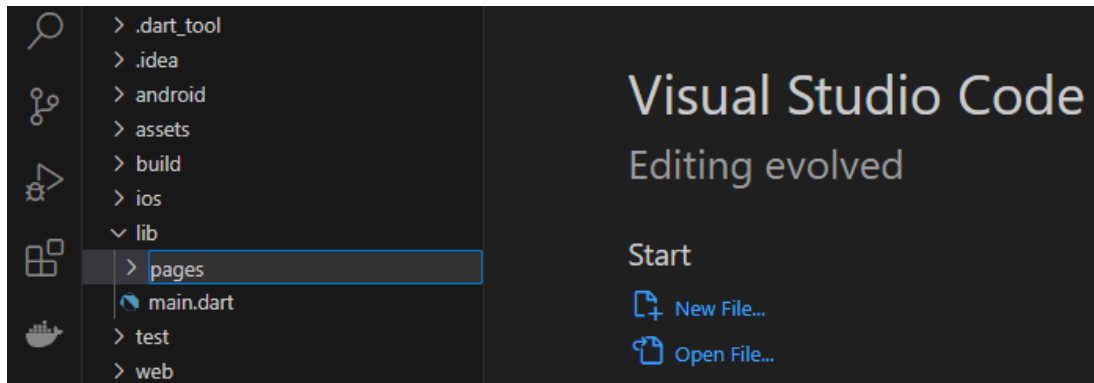 .dart_tool
.idea
android
assets
build
ios
lib
pages
main.dart
test
web
Visual Studio Code
Editing evolved
Start
New File...
Open File...